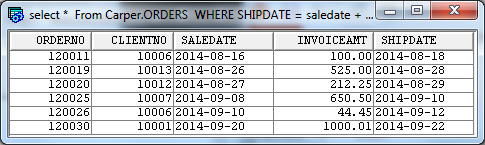 select *  From Carper.ORDERS  WHERE SHIPDATE = saledate + ...
ORDERNO CLIENTNO SALEDATE INVOICEAMT SHIPDATE
120011 10006 2014-08-16 100.00 2014-08-18
120019 10013 2014-08-26 525.00 2014-08-28
120020 10012 2014-08-27 212.25 2014-08-29
120025 10007 2014-09-08 650.50 2014-09-10
120026 10006 2014-09-10 44.45 2014-09-12
120030 10001 2014-09-20 1000.01 2014-09-22